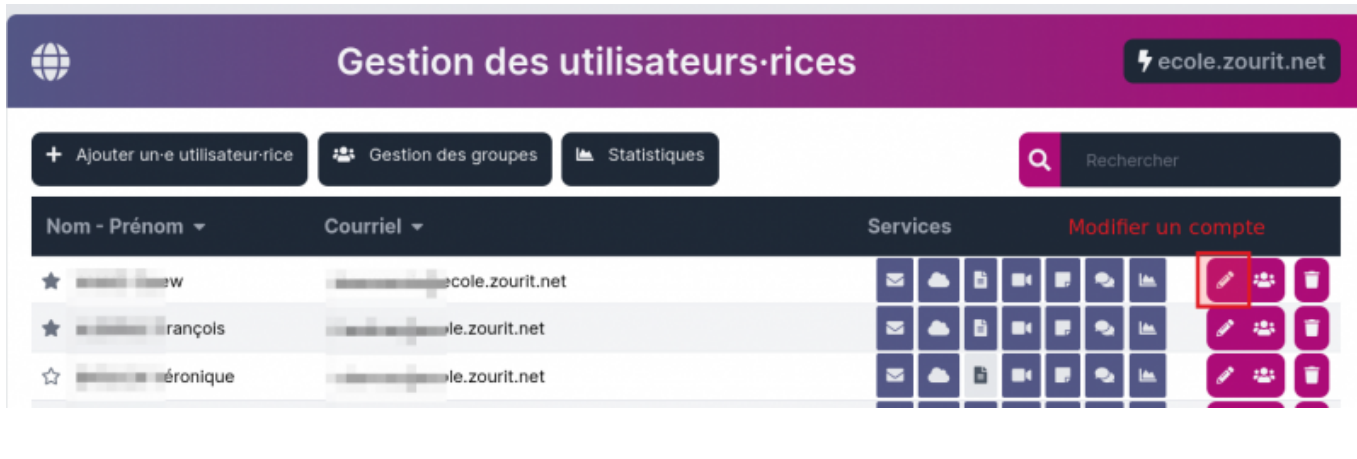 Gestion des utilisateurs·rices
ecole.zourit.net
Ajouter un·e utilisateur·rice Gestion des groupes Statistiques Rechercher
Nom - Prénom Courriel Services Modifier un compte
ew ecole.zourit.net
rançois le.zourit.net
éronique le.zourit.net